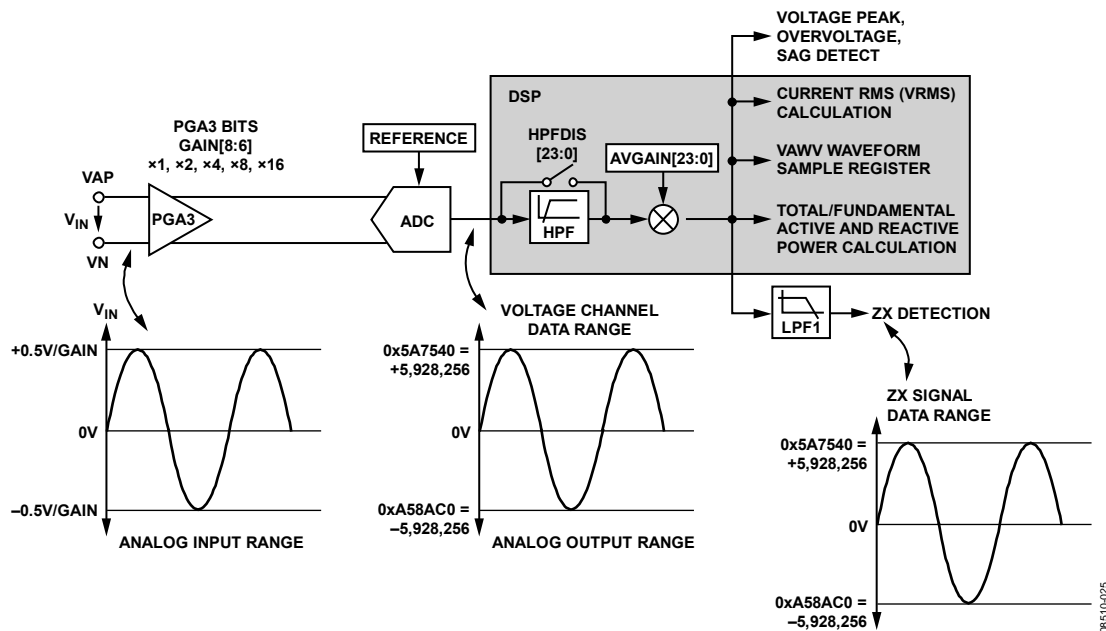 PGA3 BITS
GAIN[8:6]
×1, ×2, ×4, ×8, ×16
VAP
VIN
VN
PGA3
REFERENCE
ADC
DSP
HPFDIS
[23:0]
HPF
AVGAIN[23:0]
VOLTAGE PEAK,
OVERVOLTAGE,
SAG DETECT
CURRENT RMS (VRMS)
CALCULATION
VAWV WAVEFORM
SAMPLE REGISTER
TOTAL/FUNDAMENTAL
ACTIVE AND REACTIVE
POWER CALCULATION
LPF1
ZX DETECTION
VIN
+0.5V/GAIN
0V
–0.5V/GAIN
ANALOG INPUT RANGE
VOLTAGE CHANNEL
DATA RANGE
0x5A7540 =
+5,928,256
0V
0xA58AC0 =
–5,928,256
ANALOG OUTPUT RANGE
ZX SIGNAL
DATA RANGE
0x5A7540 =
+5,928,256
0V
0xA58AC0 =
–5,928,256
08510-025